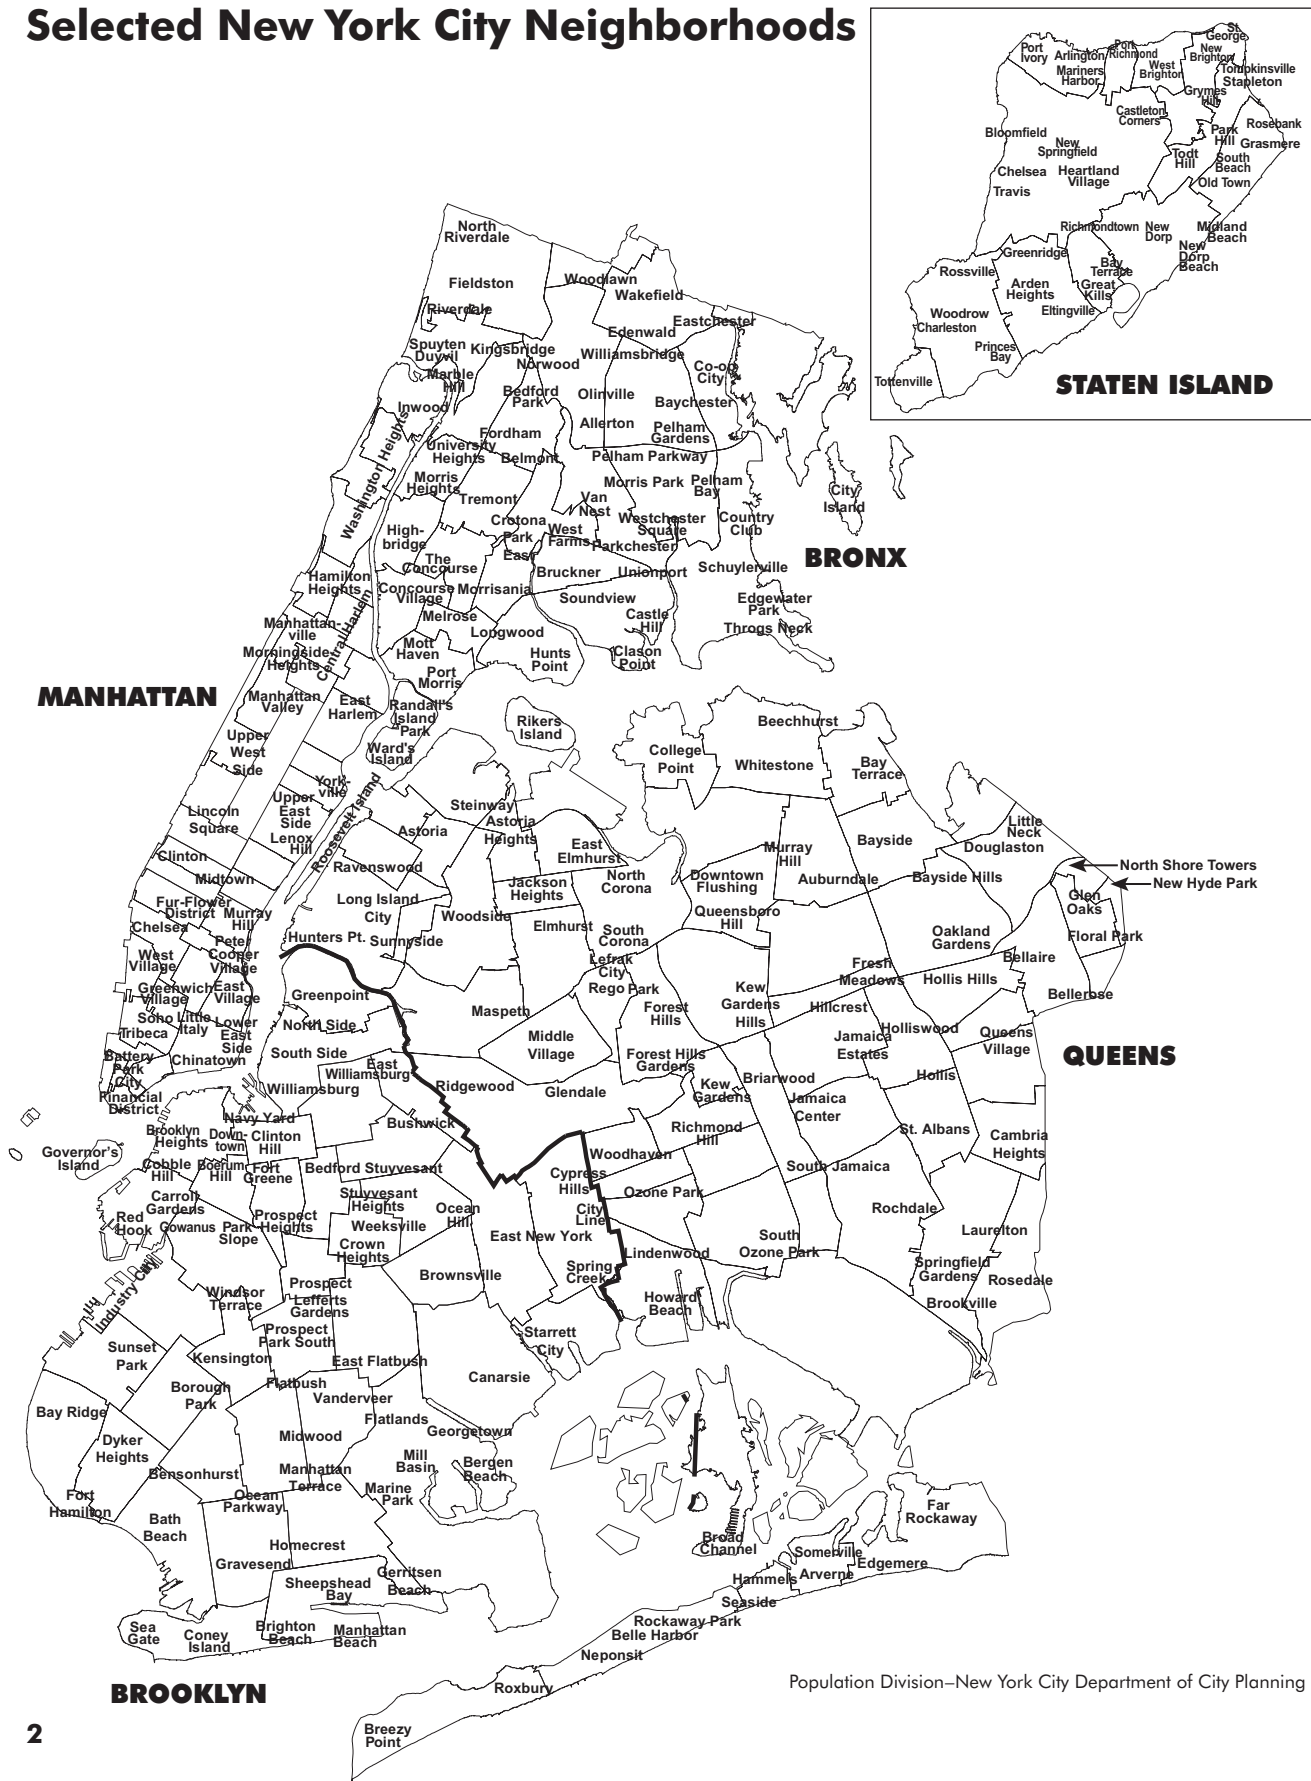 Selected New York City Neighborhoods
Port
Ivory
Arlington
Mariners
Harbor
Port
Richmond
West
Brighton
New
Brighton
St.
George
Tompkinsville
Stapleton
Grymes
Hill
Castleton
Corners
Park
Hill
Rosebank
Grasmere
Bloomfield
New
Springfield
Todt
Hill
South
Beach
Old Town
Chelsea
Travis
Heartland
Village
Richmondtown
New
Dorp
Midland
Beach
New
Dorp
Beach
Greenridge
Bay
Terrace
Rossville
Arden
Heights
Great
Kills
Eltingville
Woodrow
Charleston
Princes
Bay
Tottenville
STATEN ISLAND
North
Riverdale
Fieldston
Riverdale
Woodlawn
Wakefield
Eastchester
Edenwald
Spuyten
Duyvil
Kingsbridge
Norwood
Williamsbridge
Co-op
City
Marble
Hill
Bedford
Park
Olinville
Baychester
Inwood
Allerton
Pelham
Gardens
Washington Heights
Fordham
University
Heights
Belmont
Pelham Parkway
Morris
Heights
Tremont
Morris Park
Pelham
Bay
Van
Nest
City
Island
High-
bridge
Crotona
Park
East
West
Farms
Westchester
Square
Country
Club
Parkchester
BRONX
The
Concourse
Bruckner
Unionport
Schuylerville
Hamilton
Heights
Concourse
Village
Morrisania
Soundview
Edgewater
Park
Throgs Neck
Melrose
Castle
Hill
Manhattan-
ville
Central Harlem
Longwood
Mott
Haven
Hunts
Point
Clason
Point
Morningside
Heights
Port
Morris
MANHATTAN
Manhattan
Valley
East
Harlem
Randall's
Island
Park
Ward's
Island
Rikers
Island
Upper
West
Side
Beechhurst
College
Point
Whitestone
Bay
Terrace
York-
ville
Upper
East
Side
Lenox
Hill
Roosevelt Island
Lincoln
Square
Steinway
Astoria
Heights
Astoria
East
Elmhurst
Murray
Hill
Bayside
Little
Neck
Douglaston
Clinton
Midtown
Ravenswood
Jackson
Heights
North
Corona
Downtown
Flushing
Auburndale
Bayside Hills
North Shore Towers
New Hyde Park
Glen
Oaks
Floral Park
Fur-Flower
District
Murray
Hill
Chelsea
Long Island
City
Woodside
Elmhurst
South
Corona
Queensboro
Hill
Oakland
Gardens
Hunters Pt.
Sunnyside
Peter
Cooper
Village
West
Village
Lefrak
City
Rego Park
Fresh
Meadows
Bellaire
Hollis Hills
Bellerose
Greenwich
Village
East
Village
Greenpoint
Kew
Gardens
Hills
Hillcrest
Soho
Little
Italy
Lower
East
Side
Tribeca
North Side
Maspeth
Forest
Hills
Holliswood
Queens
Village
Middle
Village
Jamaica
Estates
QUEENS
Battery
Park
City
Chinatown
South Side
East
Williamsburg
Forest Hills
Gardens
Hollis
Williamsburg
Ridgewood
Glendale
Kew
Gardens
Briarwood
Financial
District
Jamaica
Center
Navy Yard
Bushwick
Richmond
Hill
St. Albans
Cambria
Heights
Brooklyn
Heights
Down-
town
Clinton
Hill
Governor's
Island
Woodhaven
Cobble
Hill
Boerum
Hill
Fort
Greene
Bedford Stuyvesant
Cypress
Hills
South Jamaica
Carroll
Gardens
Stuyvesant
Heights
Ozone Park
Red
Hook
Gowanus
Park
Slope
Prospect
Heights
Weeksville
Ocean
Hill
City
Line
Rochdale
Laurelton
Crown
Heights
East New York
Lindenwood
South
Ozone Park
Spring
Creek
Springfield
Gardens
Rosedale
Industry City
Windsor
Terrace
Prospect
Lefferts
Gardens
Brownsville
Howard
Beach
Brookville
Prospect
Park South
Starrett
City
Sunset
Park
Kensington
East Flatbush
Canarsie
Borough
Park
Flatbush
Vanderveer
Bay Ridge
Flatlands
Georgetown
Dyker
Heights
Midwood
Mill
Basin
Bergen
Beach
Bensonhurst
Manhattan
Terrace
Marine
Park
Fort
Hamilton
Ocean
Parkway
Bath
Beach
Far
Rockaway
Homecrest
Broad
Channel
Gravesend
Somerville
Edgemere
Sheepshead
Bay
Gerritsen
Beach
Hammels
Arverne
Seaside
Sea
Gate
Coney
Island
Brighton
Beach
Manhattan
Beach
Rockaway Park
Belle Harbor
Neponsit
BROOKLYN
Roxbury
Population Division–New York City Department of City Planning
Breezy
Point
2